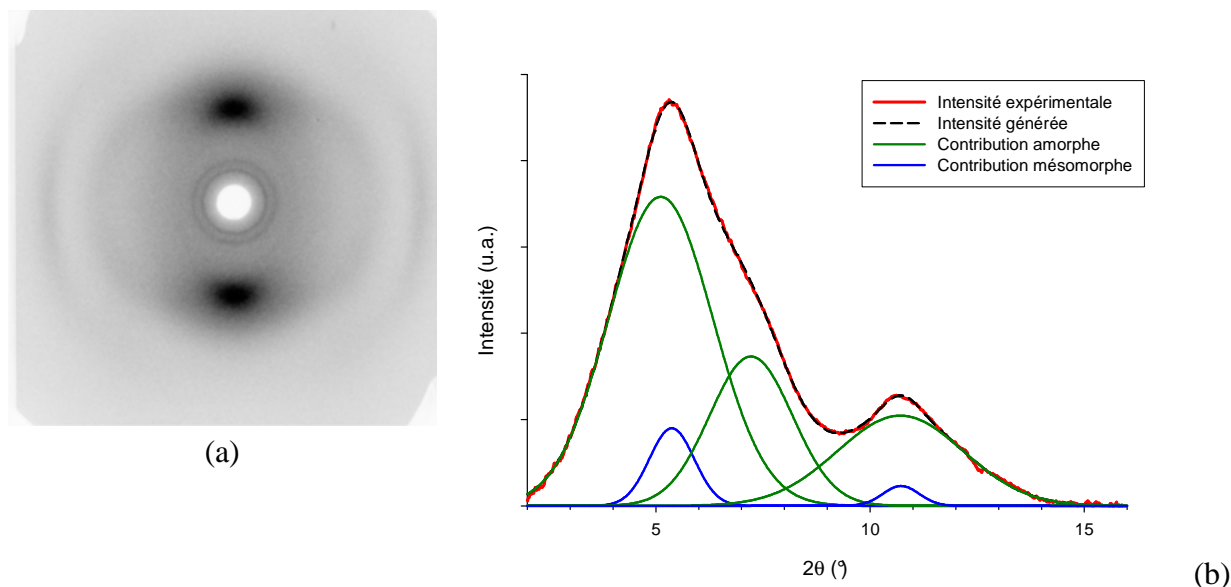 (a)
Intensité (u.a.)
Intensité expérimentale
Intensité générée
Contribution amorphe
Contribution mésomorphe
5
10
15
2θ (°)
(b)